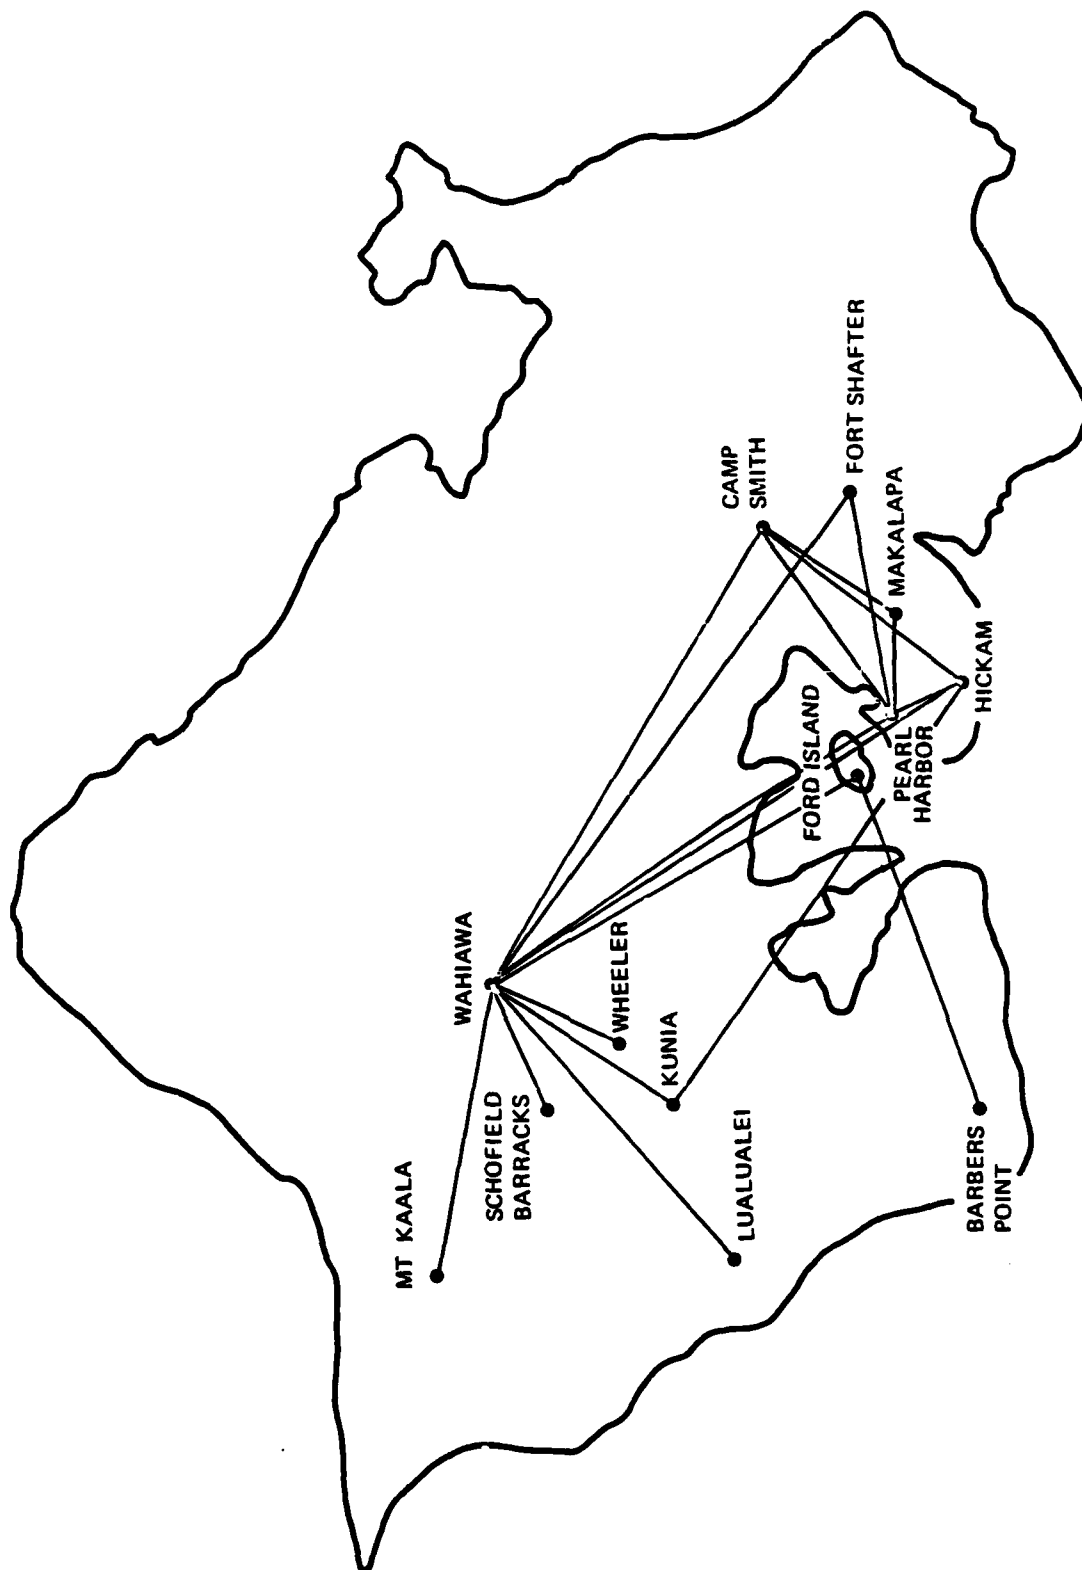 MT KAALA
SCHOFIELD
BARRACKS
WAHIAWA
WHEELER
KUNIA
LUALUALEI
CAMP
SMITH
FORT SHAFTER
MAKALAPA
FORD ISLAND
PEARL
HARBOR
HICKAM
BARBERS
POINT